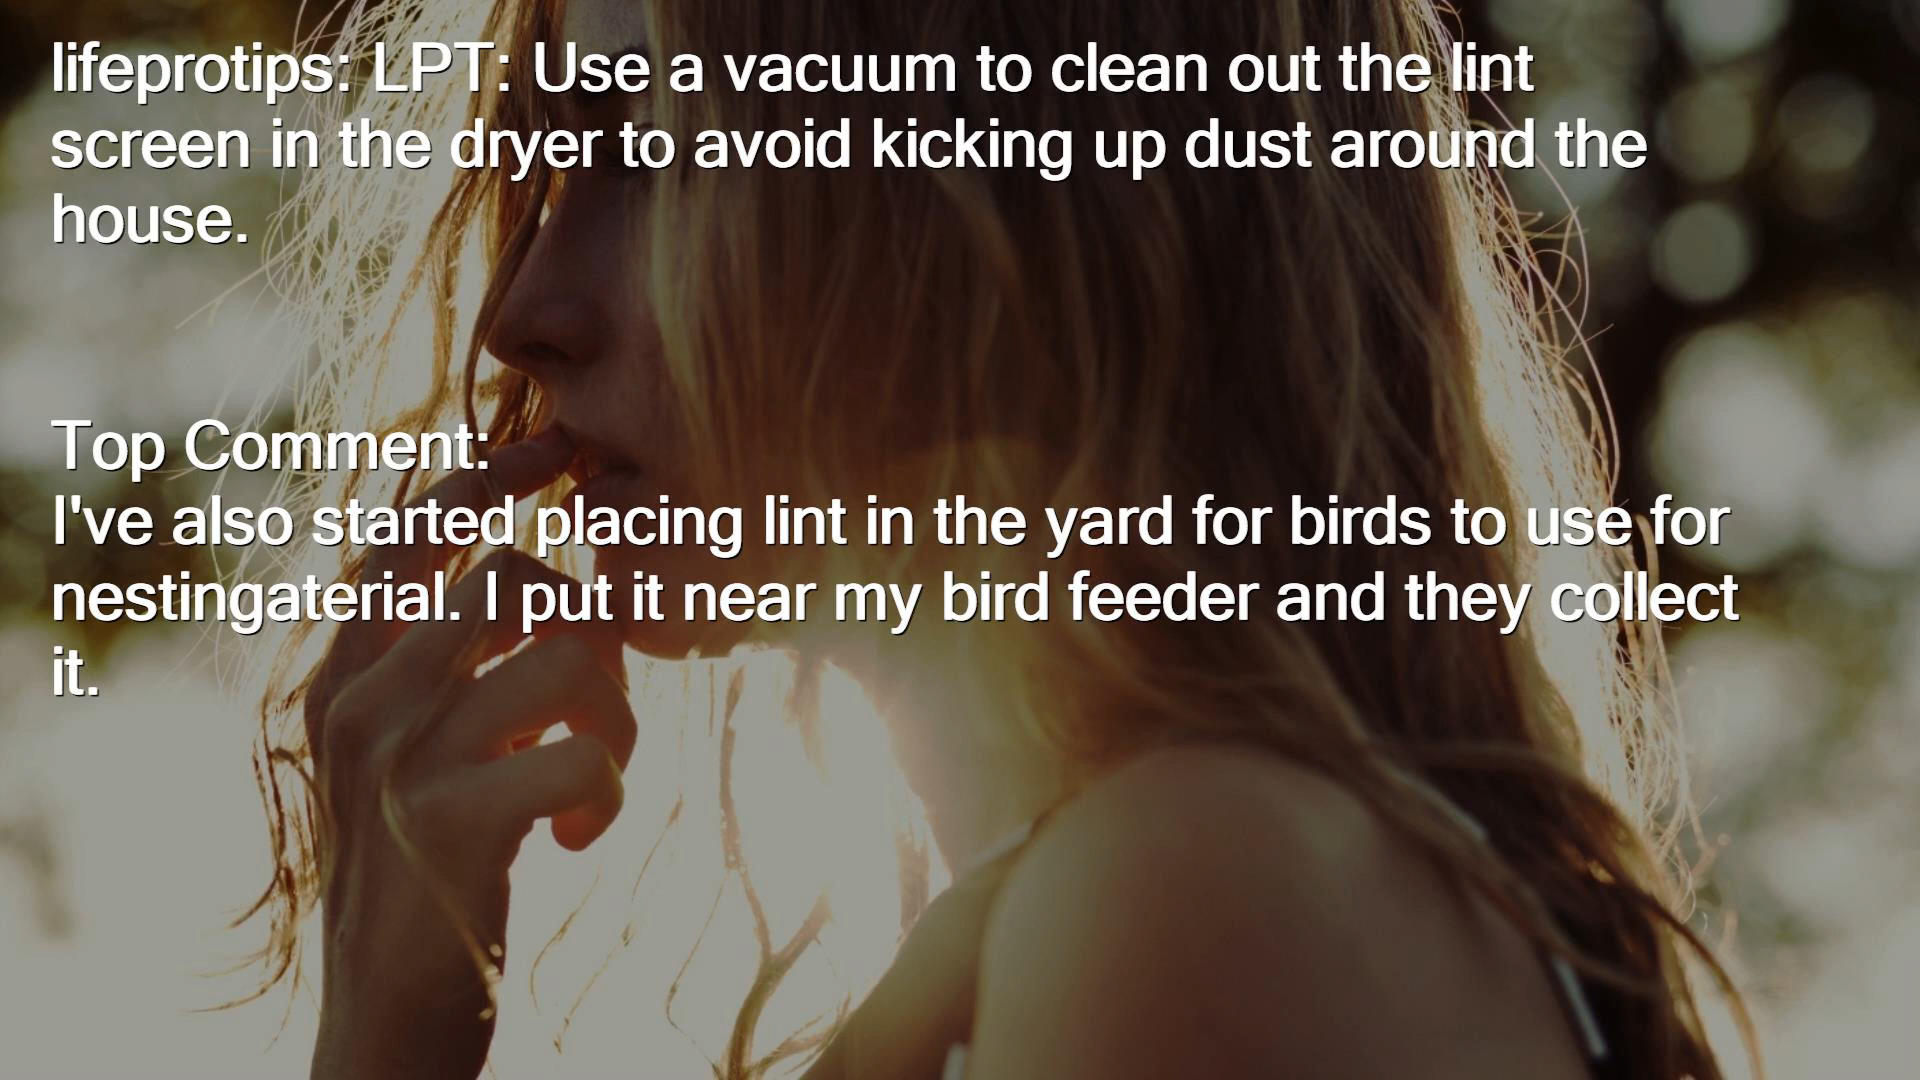 lifeprotips: LPT: Use a vacuum to clean out the lint
screen in the dryer to avoid kicking up dust around the
house.
Top Comment:
I've also started placing lint in the yard for birds to use for
nestingaterial. I put it near my bird feeder and they collect
it.